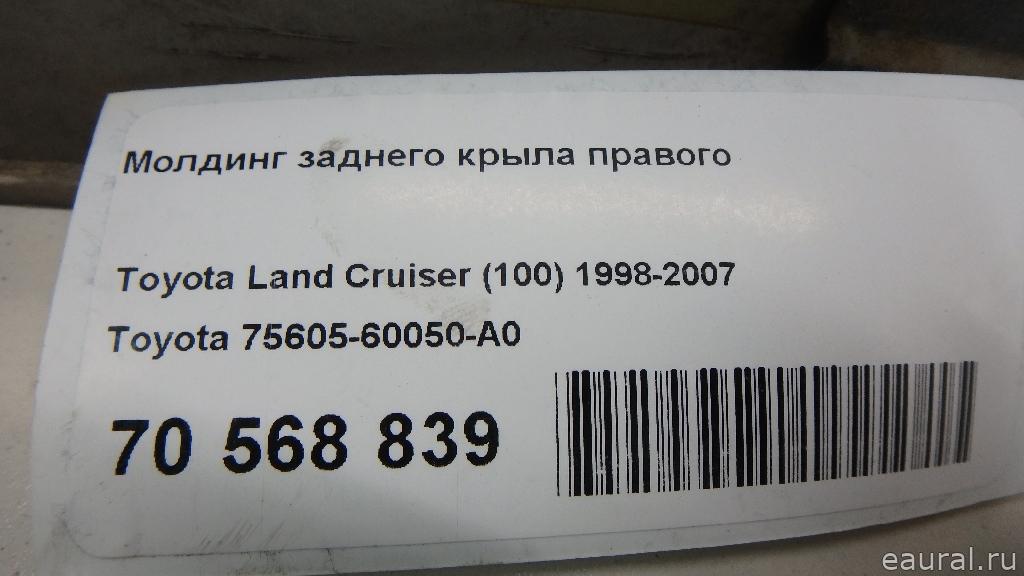 Молдинг заднего крыла правого
Toyota Land Cruiser (100) 1998-2007
Toyota 75605-60050-A0
70 568 839
eaural.ru